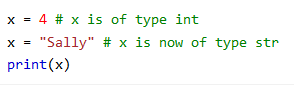 x = 4 # x is of type int
x = "Sally" # x is now of type str
print(x)